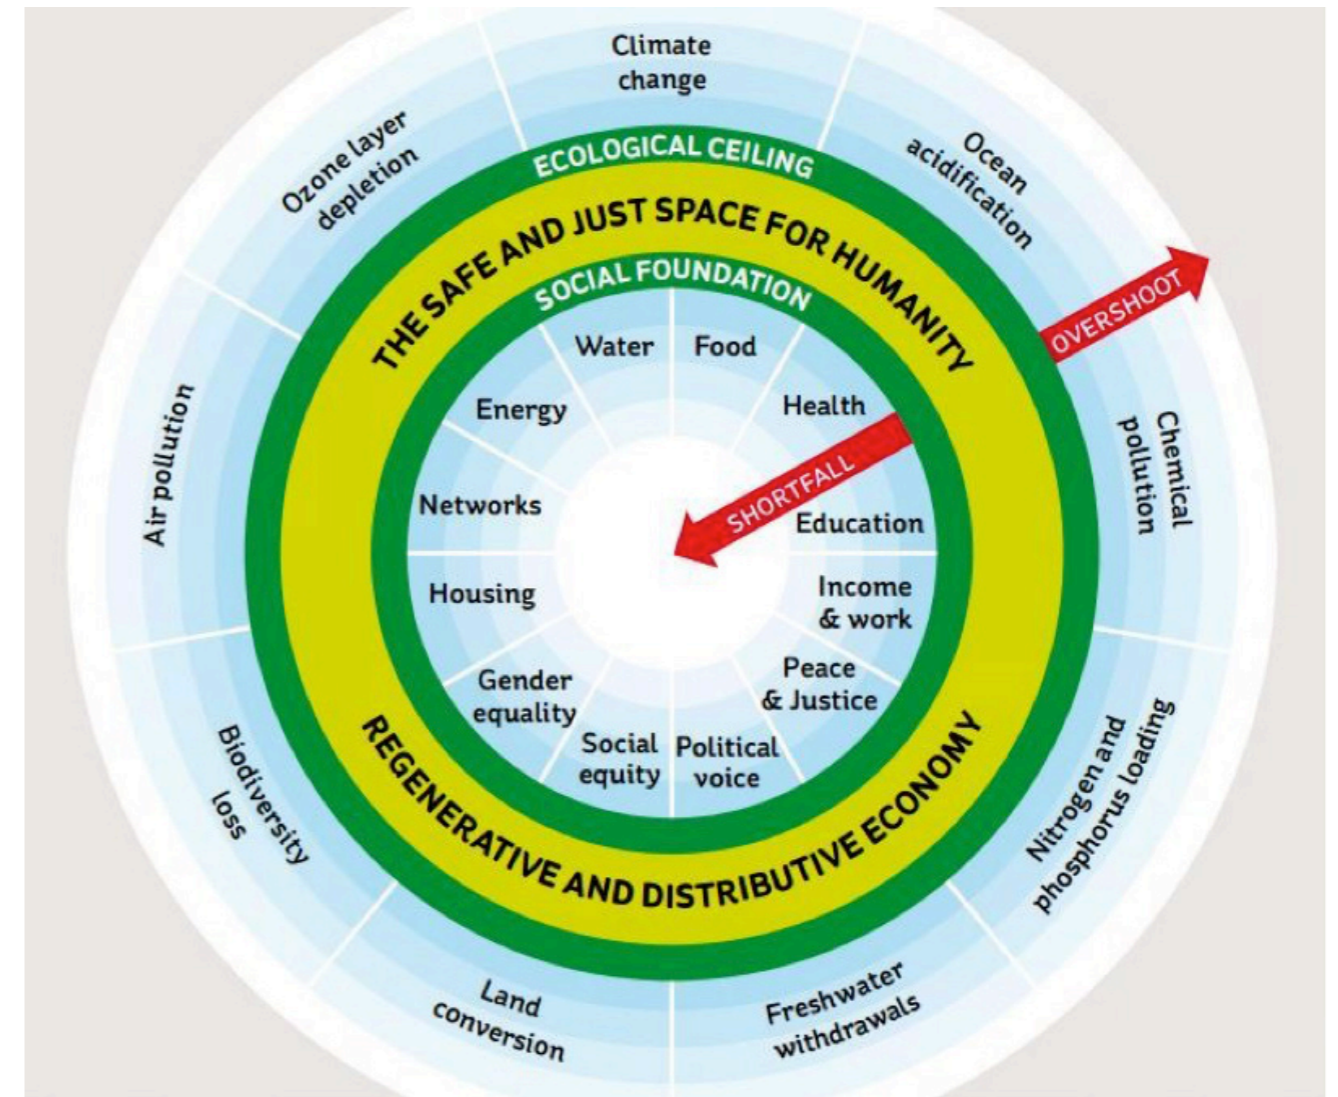 Climate
change
Ozone layer
depletion
Ocean
acidification
ECOLOGICAL CEILING
THE SAFE AND JUST SPACE FOR HUMANITY
SOCIAL FOUNDATION
OVERSHOOT
Water
Food
Energy
Health
SHORTFALL
Networks
Education
Air pollution
Chemical
pollution
Housing
Income
& work
Gender
equality
Peace
& Justice
Social
equity
Political
voice
REGENERATIVE AND DISTRIBUTIVE ECONOMY
Biodiversity
loss
Nitrogen and
phosphorus loading
Land
conversion
Freshwater
withdrawals